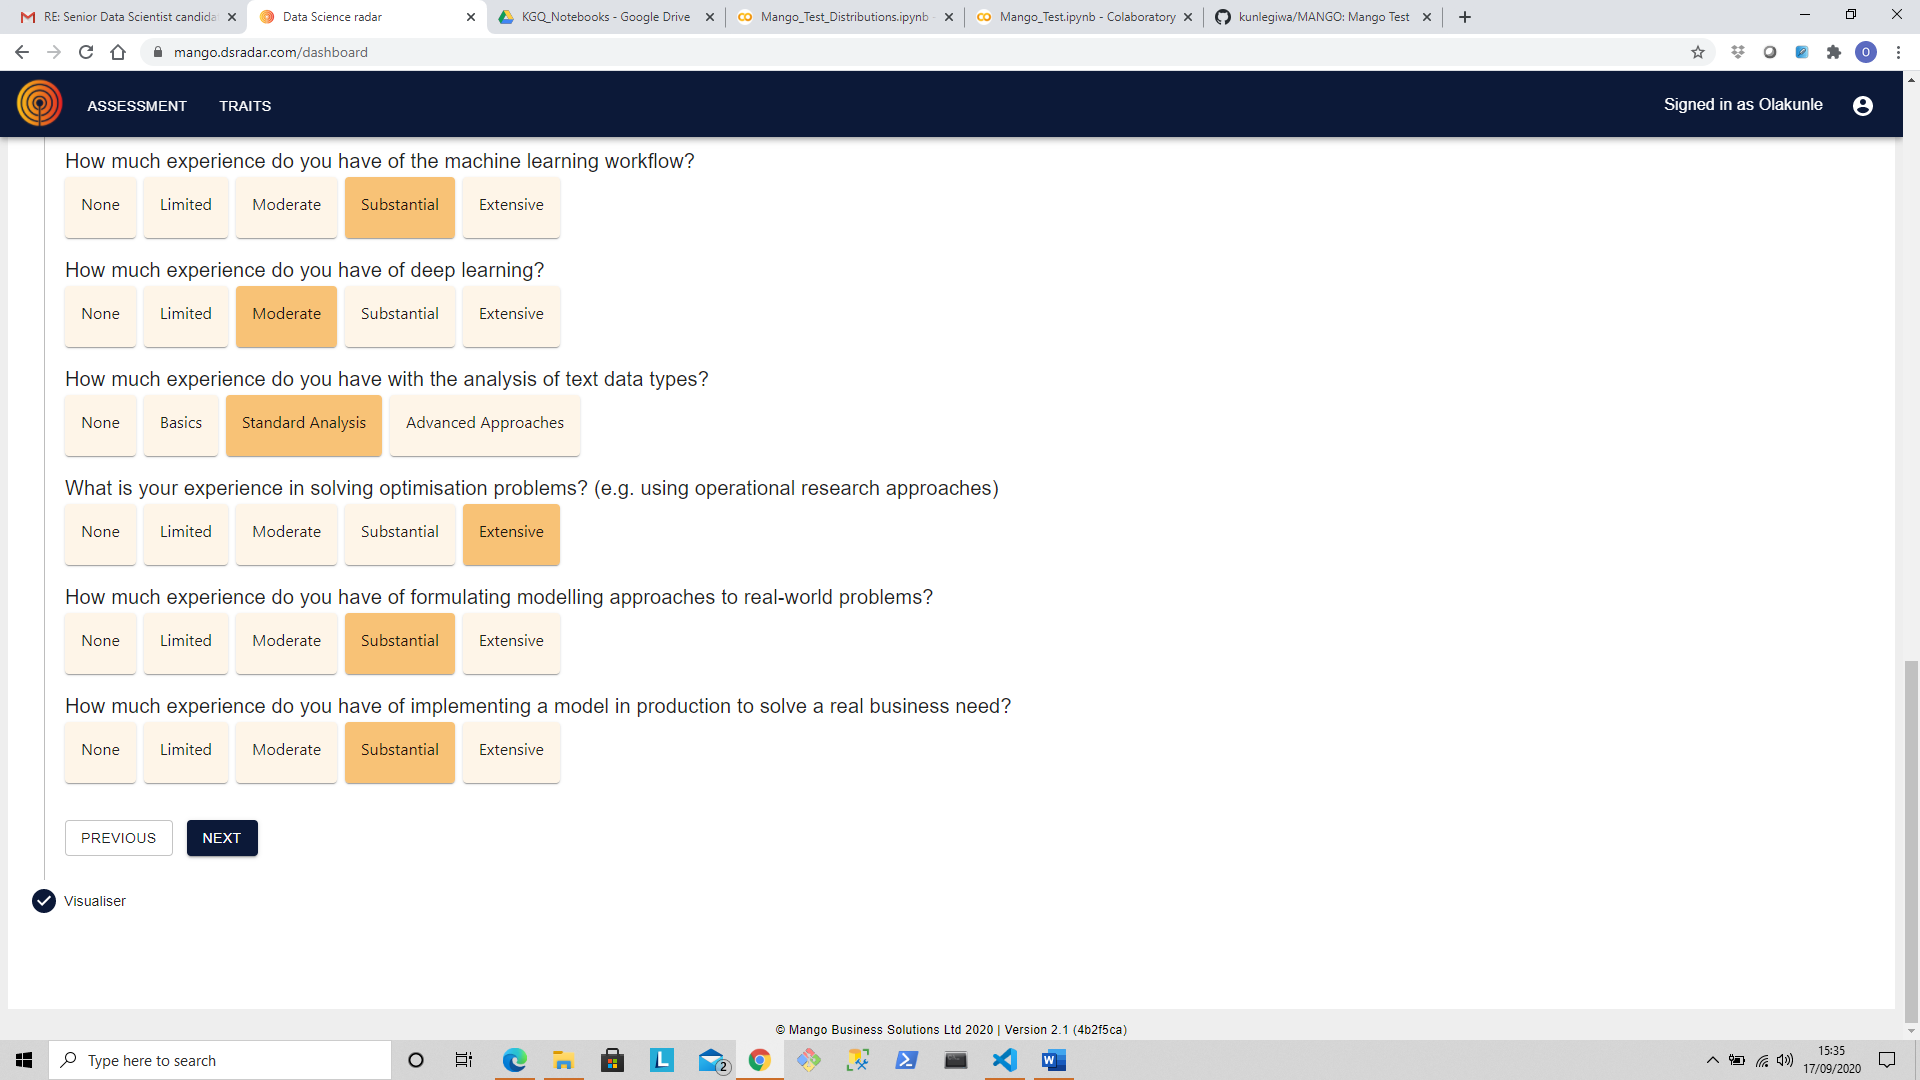 RE: Senior Data Scientist candida
Data Science radar
KGQ_Notebooks - Google Drive
Mango_Test_Distributions.ipynb
Mango_Test.ipynb - Colaboratory
kunlegiwa/MANGO: Mango Test
mango.dsradar.com/dashboard
O
ASSESSMENT
TRAITS
Signed in as Olakunle
How much experience do you have of the machine learning workflow?
None
Limited
Moderate
Substantial
Extensive
How much experience do you have of deep learning?
None
Limited
Moderate
Substantial
Extensive
How much experience do you have with the analysis of text data types?
None
Basics
Standard Analysis
Advanced Approaches
What is your experience in solving optimisation problems? (e.g. using operational research approaches)
None
Limited
Moderate
Substantial
Extensive
How much experience do you have of formulating modelling approaches to real-world problems?
None
Limited
Moderate
Substantial
Extensive
How much experience do you have of implementing a model in production to solve a real business need?
None
Limited
Moderate
Substantial
Extensive
PREVIOUS
NEXT
Visualiser
© Mango Business Solutions Ltd 2020 | Version 2.1 (4b2f5ca)
Type here to search
L
2
W
15:35
17/09/2020